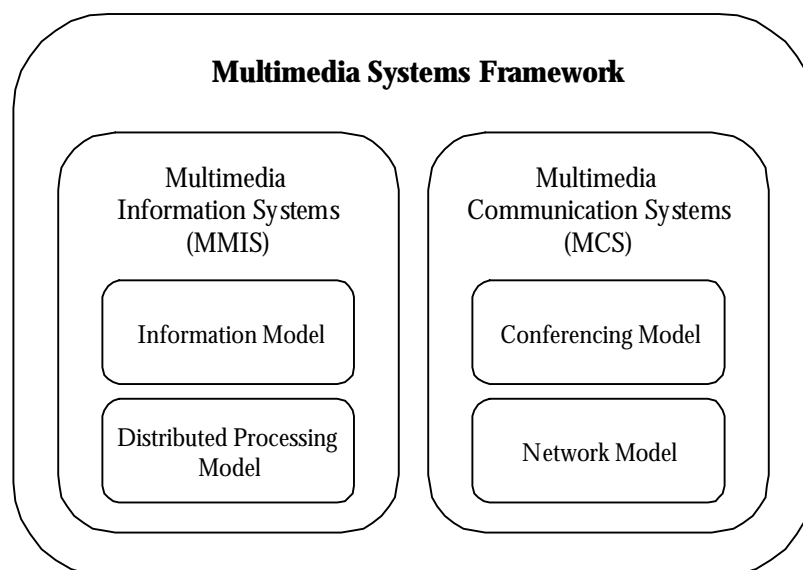 Multimedia Systems Framework
Multimedia
Information Systems
(MMIS)
Information Model
Distributed Processing
Model
Multimedia
Communication Systems
(MCS)
Conferencing Model
Network Model